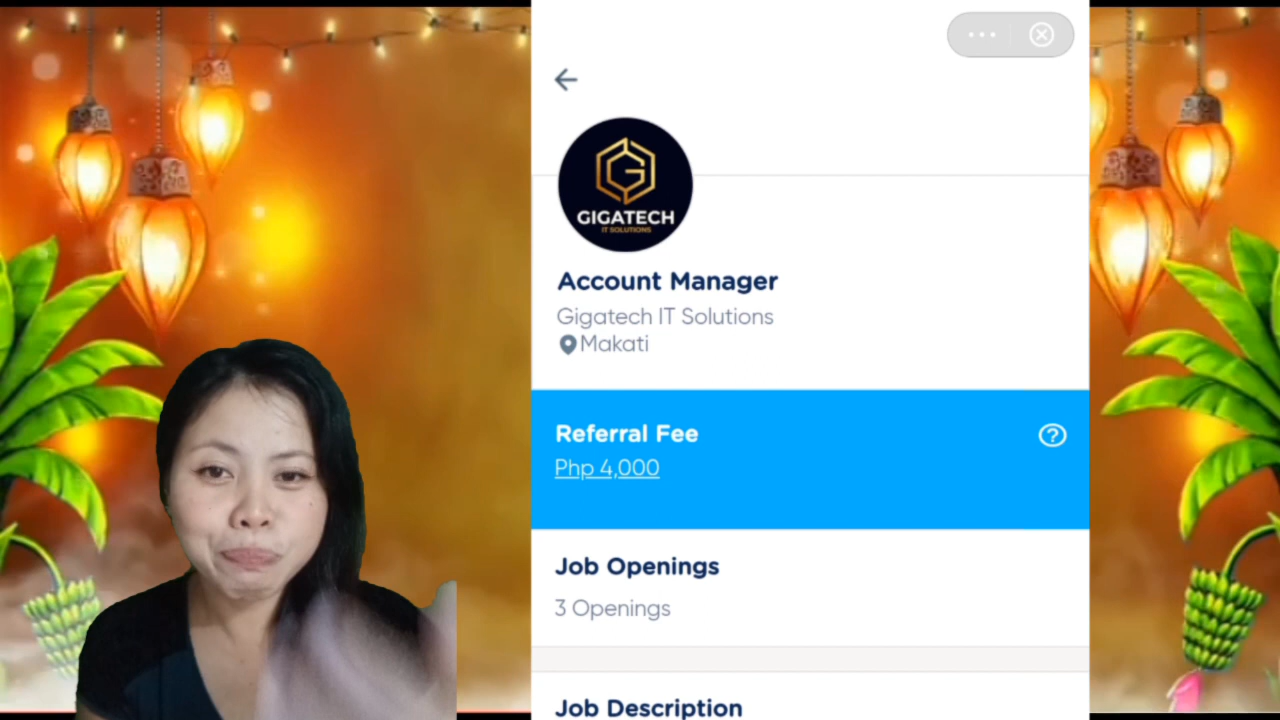 GIGATECH
IT SOLUTIONS
Account Manager
Gigatech IT Solutions
Makati
Referral Fee
Php 4,000
Job Openings
3 Openings
Job Description